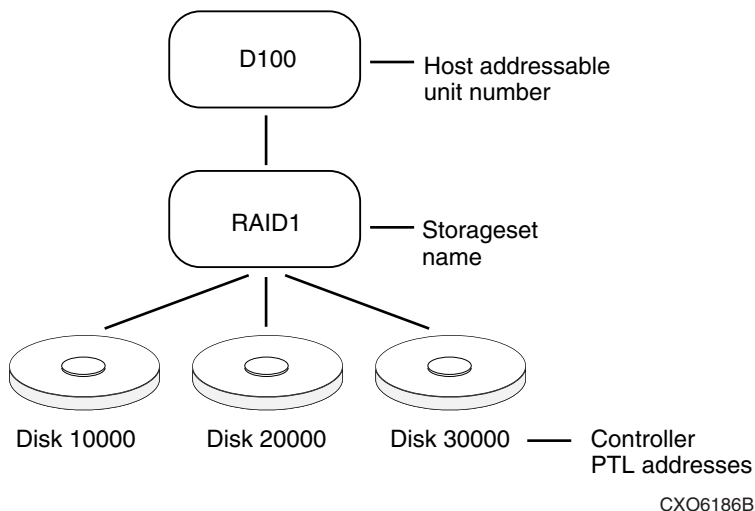 D100
Host addressable
unit number
RAID1
Storageset
name
Disk 10000
Disk 20000
Disk 30000
Controller
PTL addresses
CXO6186B